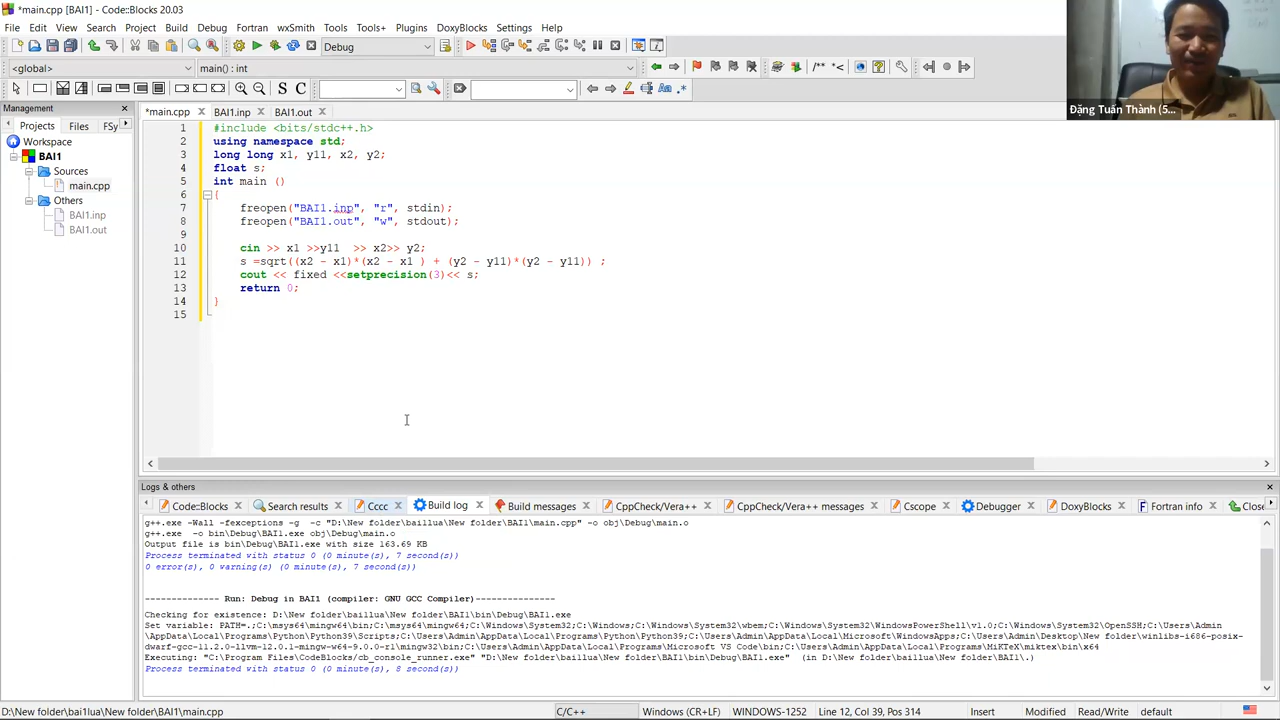 *main.cpp [BAI1] - Code::Blocks 20.03
File Edit View Search Project Build Debug Fortran wxSmith Tools Tools+ Plugins DoxyBlocks Settings Help
Debug
<global> main() : int /** *<
S C Aa .*
Đặng Tuấn Thành (5...
Management
Projects Files FSy
Workspace
BAI1
Sources
main.cpp
Others
BAI1.inp
BAI1.out
*main.cpp BAI1.inp BAI1.out
1 #include <bits/stdc++.h>
2 using namespace std;
3 long long x1, y11, x2, y2;
4 float s;
5 int main ()
6 {
7 freopen("BAI1.inp", "r", stdin);
8 freopen("BAI1.out", "w", stdout);
9
10 cin >> x1 >>y11 >> x2>> y2;
11 s =sqrt((x2 - x1)*(x2 - x1 ) + (y2 - y11)*(y2 - y11)) ;
12 cout << fixed <<setprecision(3)<< s;
13 return 0;
14 }
15
Logs & others
Code::Blocks Search results Cccc Build log Build messages CppCheck/Vera++ CppCheck/Vera++ messages Cscope Debugger DoxyBlocks Fortran info Close
g++.exe -Wall -fexceptions -g -c "D:\New folder\bai1lua\New folder\BAI1\main.cpp" -o obj\Debug\main.o
g++.exe -o bin\Debug\BAI1.exe obj\Debug\main.o
Output file is bin\Debug\BAI1.exe with size 163.69 KB
Process terminated with status 0 (0 minute(s), 7 second(s))
0 error(s), 0 warning(s) (0 minute(s), 7 second(s))
-------------- Run: Debug in BAI1 (compiler: GNU GCC Compiler)---------------
Checking for existence: D:\New folder\bai1lua\New folder\BAI1\bin\Debug\BAI1.exe
Set variable: PATH=.;C:\msys64\mingw64\bin;C:\msys64\mingw64;C:\Windows\System32;C:\Windows;C:\Windows\System32\wbem;C:\Windows\System32\WindowsPowerShell\v1.0;C:\Windows\System32\OpenSSH;C:\Users\Admin
\AppData\Local\Programs\Python\Python39\Scripts;C:\Users\Admin\AppData\Local\Programs\Python\Python39;C:\Users\Admin\AppData\Local\Microsoft\WindowsApps;C:\Users\Admin\Desktop\New folder\winlibs-i686-posix-
dwarf-gcc-11.2.0-llvm-12.0.1-mingw-w64-9.0.0-r1\mingw32\bin;C:\Users\Admin\AppData\Local\Programs\Microsoft VS Code\bin;C:\Users\Admin\AppData\Local\Programs\MiKTeX\miktex\bin\x64
Executing: "C:\Program Files\CodeBlocks/cb_console_runner.exe" "D:\New folder\bai1lua\New folder\BAI1\bin\Debug\BAI1.exe" (in D:\New folder\bai1lua\New folder\BAI1\.)
Process terminated with status 0 (0 minute(s), 8 second(s))
D:\New folder\bai1lua\New folder\BAI1\main.cpp C/C++ Windows (CR+LF) WINDOWS-1252 Line 12, Col 39, Pos 314 Insert Modified Read/Write default